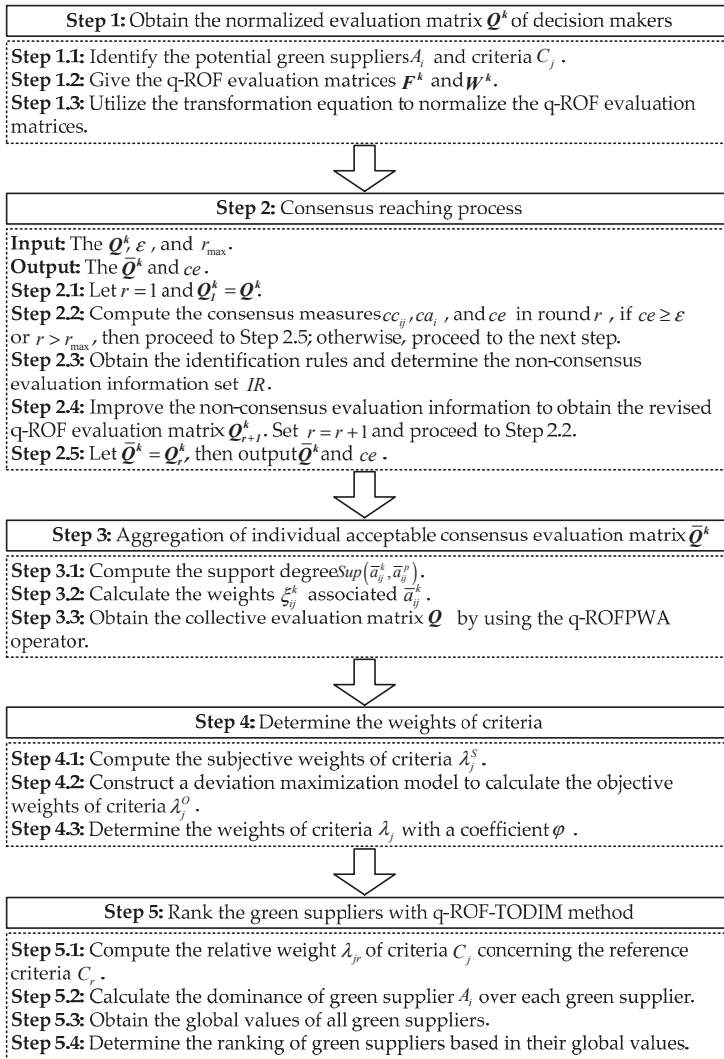 Step 1: Obtain the normalized evaluation matrix Q^k of decision makers
Step 1.1: Identify the potential green suppliers A_i and criteria C_j .
Step 1.2: Give the q-ROF evaluation matrices F^k and W^k.
Step 1.3: Utilize the transformation equation to normalize the q-ROF evaluation
matrices.
Step 2: Consensus reaching process
Input: The Q^k, ε , and r_max.
Output: The Q̄^k and ce .
Step 2.1: Let r = 1 and Q_1^k = Q^k.
Step 2.2: Compute the consensus measures cc_ij , ca_i , and ce in round r , if ce ≥ ε
or r > r_max , then proceed to Step 2.5; otherwise, proceed to the next step.
Step 2.3: Obtain the identification rules and determine the non-consensus
evaluation information set IR.
Step 2.4: Improve the non-consensus evaluation information to obtain the revised
q-ROF evaluation matrix Q_{r+1}^k. Set r = r + 1 and proceed to Step 2.2.
Step 2.5: Let Q̄^k = Q_r^k, then output Q̄^k and ce .
Step 3: Aggregation of individual acceptable consensus evaluation matrix Q̄^k
Step 3.1: Compute the support degree Sup(ā_ij^k, ā_ij^p).
Step 3.2: Calculate the weights ξ_ij^k associated ā_ij^k.
Step 3.3: Obtain the collective evaluation matrix Q by using the q-ROFPWA
operator.
Step 4: Determine the weights of criteria
Step 4.1: Compute the subjective weights of criteria λ_j^S .
Step 4.2: Construct a deviation maximization model to calculate the objective
weights of criteria λ_j^O .
Step 4.3: Determine the weights of criteria λ_j with a coefficient φ .
Step 5: Rank the green suppliers with q-ROF-TODIM method
Step 5.1: Compute the relative weight λ_jr of criteria C_j concerning the reference
criteria C_r .
Step 5.2: Calculate the dominance of green supplier A_i over each green supplier.
Step 5.3: Obtain the global values of all green suppliers.
Step 5.4: Determine the ranking of green suppliers based in their global values.